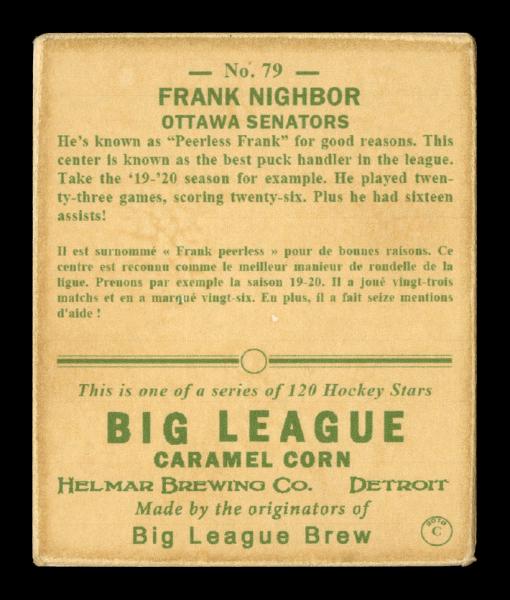 — No. 79 —
FRANK NIGHBOR
OTTAWA SENATORS
He's known as “Peerless Frank” for good reasons. This
center is known as the best puck handler in the league.
Take the ‘19-’20 season for example. He played twen-
ty-three games, scoring twenty-six. Plus he had sixteen
assists!
Il est surnommé « Frank peerless » pour de bonnes raisons. Ce
centre est reconnu comme le meilleur manieur de rondelle de la
ligue. Prenons par exemple la saison 19-20. Il a joué vingt-trois
matchs et en a marqué vingt-six. En plus, il a fait seize mentions
d'aide !
This is one of a series of 120 Hockey Stars
BIG LEAGUE
CARAMEL CORN
HELMAR BREWING CO. DETROIT
Made by the originators of
Big League Brew
C